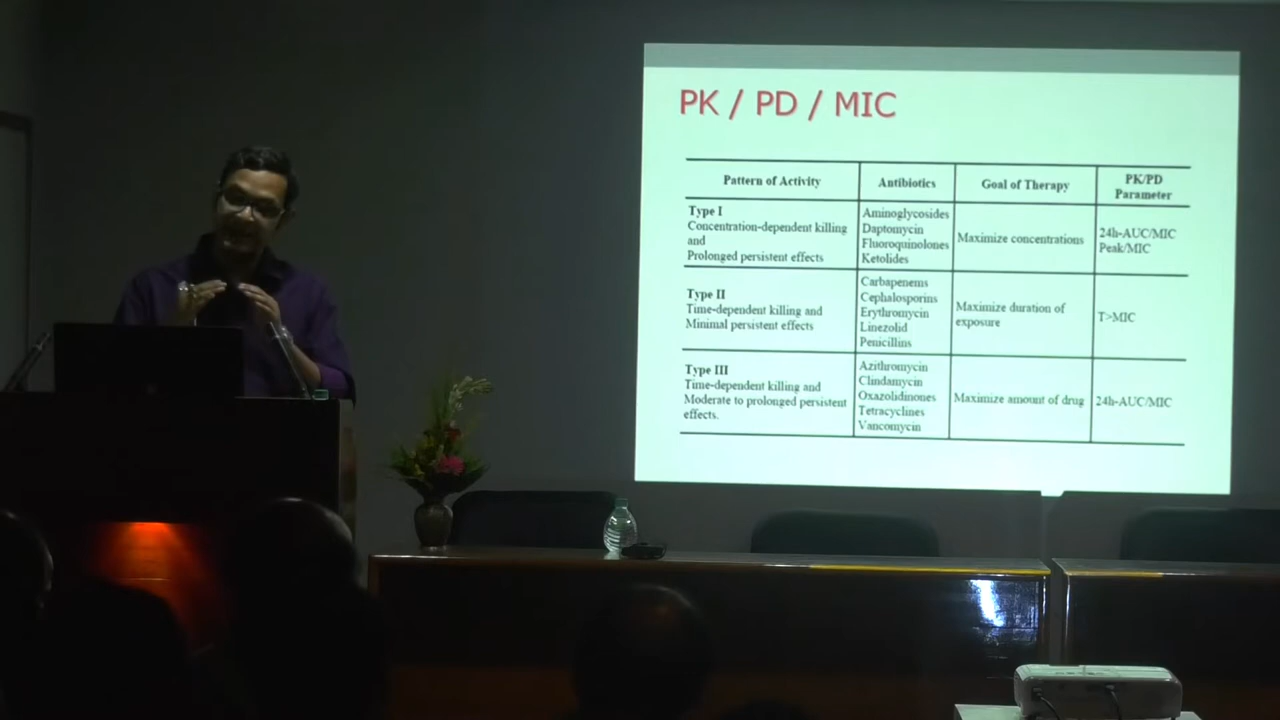 PK / PD / MIC
Pattern of Activity
Antibiotics
Goal of Therapy
PK/PD
Parameter
Type I
Concentration-dependent killing
and
Prolonged persistent effects
Aminoglycosides
Daptomycin
Fluoroquinolones
Ketolides
Maximize concentrations
24h-AUC/MIC
Peak/MIC
Type II
Time-dependent killing and
Minimal persistent effects
Carbapenems
Cephalosporins
Erythromycin
Linezolid
Penicillins
Maximize duration of
exposure
T>MIC
Type III
Time-dependent killing and
Moderate to prolonged persistent
effects.
Azithromycin
Clindamycin
Oxazolidinones
Tetracyclines
Vancomycin
Maximize amount of drug
24h-AUC/MIC